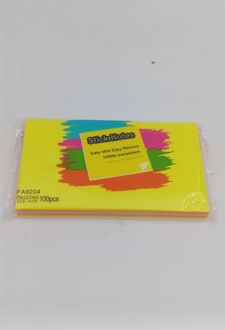 StickNotes
Easy stick Easy Remove
Visible everywhere
FA9204
100pcs